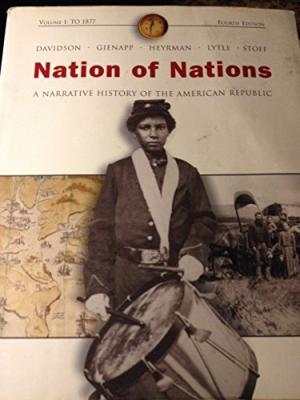 VOLUME I: TO 1877
FOURTH EDITION
DAVIDSON · GIENAPP · HEYRMAN · LYTLE · STOFF
Nation of Nations
A NARRATIVE HISTORY OF THE AMERICAN REPUBLIC